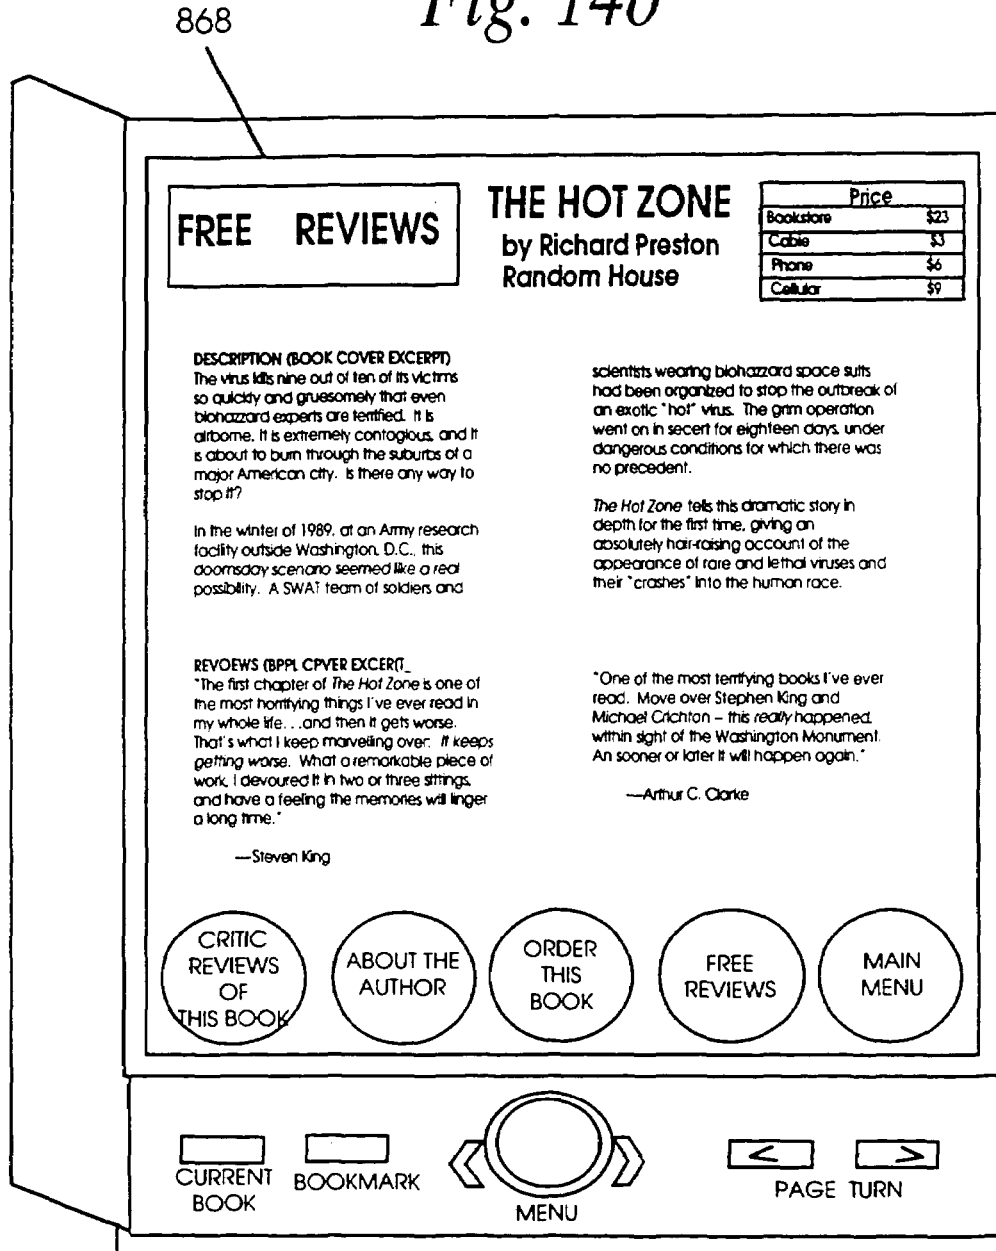 Fig. 140
868
FREE REVIEWS
THE HOT ZONE
by Richard Preston
Random House
Price
Bookstore $23
Cable $3
Phone $6
Cellular $9
DESCRIPTION (BOOK COVER EXCERPT)
The virus kills nine out of ten of its victims
so quickly and gruesomely that even
biohazzard experts are terrified. It is
airborne, it is extremely contagious, and it
is about to burn through the suburbs of a
major American city. Is there any way to
stop it?
In the winter of 1989, at an Army research
facility outside Washington, D.C., this
doomsday scenario seemed like a real
possibility. A SWAT team of soldiers and
scientists wearing biohazzard space suits
had been organized to stop the outbreak of
an exotic "hot" virus. The grim operation
went on in secert for eighteen days, under
dangerous conditions for which there was
no precedent.
The Hot Zone tells this dramatic story in
depth for the first time, giving an
absolutely hair-raising account of the
appearance of rare and lethal viruses and
their "crashes" into the human race.
REVOEWS (BPPL CPVER EXCER(T_
"The first chapter of The Hot Zone is one of
the most horrifying things I've ever read in
my whole life...and then it gets worse.
That's what I keep marvelling over: it keeps
getting worse. What a remarkable piece of
work, I devoured it in two or three sittings,
and have a feeling the memories will linger
a long time."
—Steven King
"One of the most terrifying books I've ever
read. Move over Stephen King and
Michael Crichton – this really happened,
within sight of the Washington Monument.
An sooner or later it will happen again."
—Arthur C. Clarke
CRITIC
REVIEWS
OF
THIS BOOK
ABOUT THE
AUTHOR
ORDER
THIS
BOOK
FREE
REVIEWS
MAIN
MENU
CURRENT
BOOK
BOOKMARK
MENU
< >
PAGE TURN